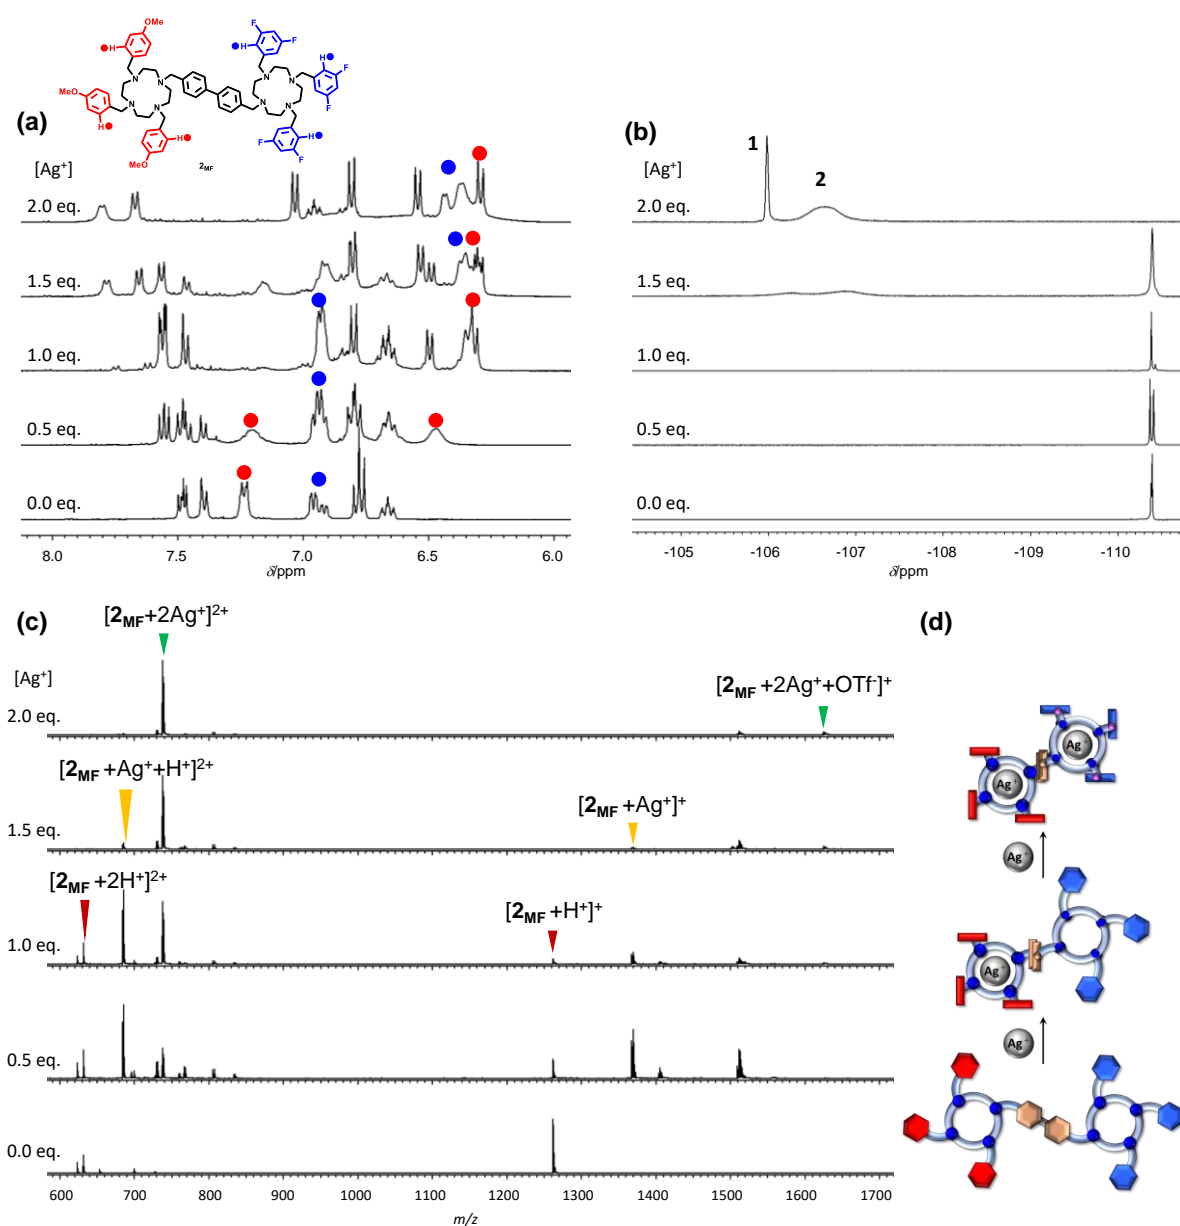 OMe
H
F
F
H
H
N
N
N
N
F
MeO
N
N
N
N
F
H
H
H
F
F
MeO
2MF
(a)
[Ag⁺]
2.0 eq.
1.5 eq.
1.0 eq.
0.5 eq.
0.0 eq.
8.0 7.5 7.0 6.5 6.0
δ/ppm
(b)
1
2
[Ag⁺]
2.0 eq.
1.5 eq.
1.0 eq.
0.5 eq.
0.0 eq.
-105 -106 -107 -108 -109 -110
δ/ppm
(c)
[2MF+2Ag⁺]²⁺
[Ag⁺]
2.0 eq.
[2MF+2Ag⁺+OTf⁻]⁺
[2MF+Ag⁺+H⁺]²⁺
[2MF+Ag⁺]⁺
1.5 eq.
[2MF+2H⁺]²⁺
[2MF+H⁺]⁺
1.0 eq.
0.5 eq.
0.0 eq.
600 700 800 900 1000 1100 1200 1300 1400 1500 1600 1700
m/z
(d)
Ag⁺
Ag⁺
Ag⁺
Ag⁺
Ag⁺